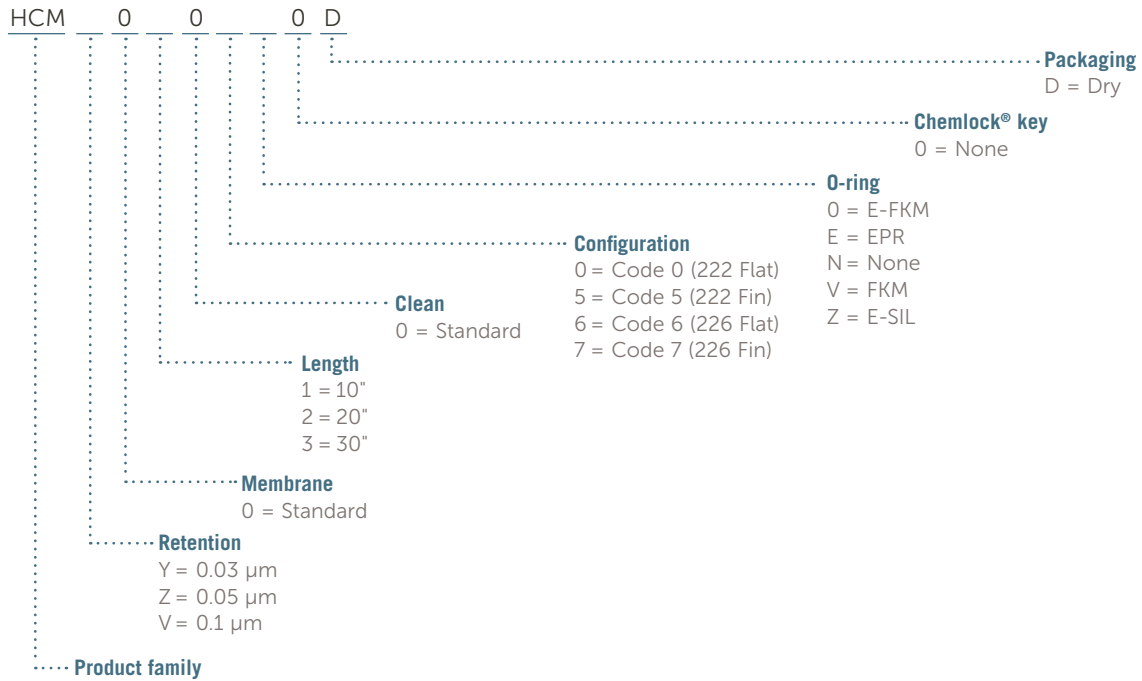 HCM 0 0 0 D
Packaging
D = Dry
Chemlock® key
0 = None
O-ring
0 = E-FKM
E = EPR
N = None
V = FKM
Z = E-SIL
Configuration
0 = Code 0 (222 Flat)
5 = Code 5 (222 Fin)
6 = Code 6 (226 Flat)
7 = Code 7 (226 Fin)
Clean
0 = Standard
Length
1 = 10"
2 = 20"
3 = 30"
Membrane
0 = Standard
Retention
Y = 0.03 µm
Z = 0.05 µm
V = 0.1 µm
Product family